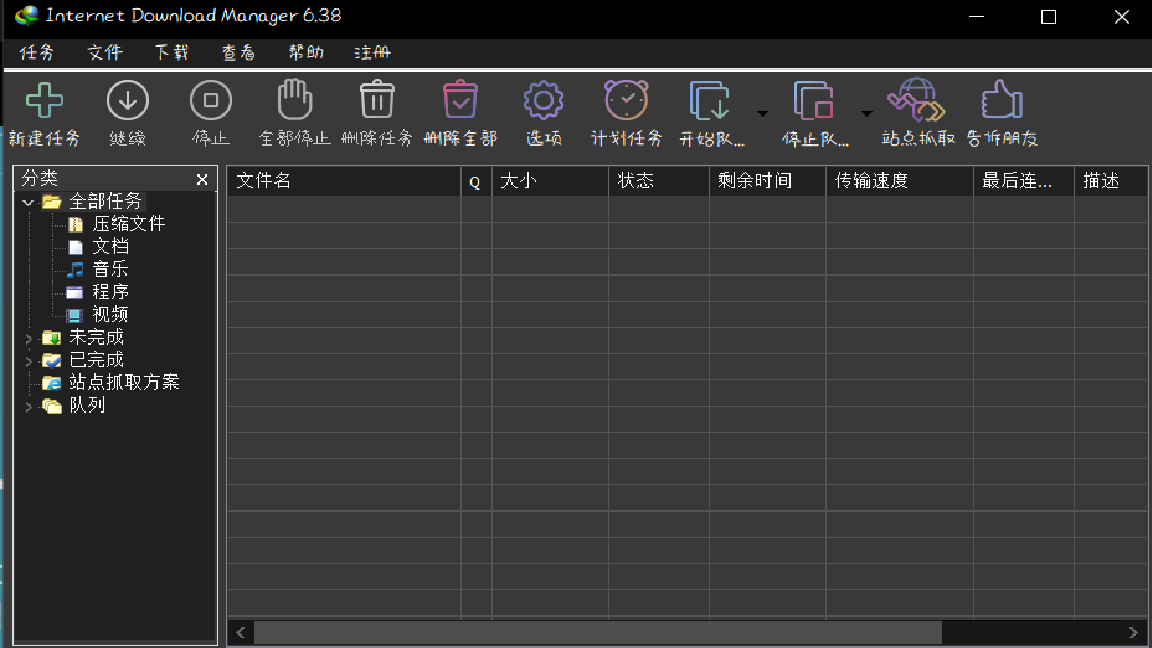 Internet Download Manager 6.38
任务 文件 下载 查看 帮助 注册
新建任务 继续 停止 全部停止 删除任务 删除全部 选项 计划任务 开始队... 停止队... 站点抓取 告诉朋友
分类
全部任务
压缩文件
文档
音乐
程序
视频
未完成
已完成
站点抓取方案
队列
文件名 Q 大小 状态 剩余时间 传输速度 最后连... 描述